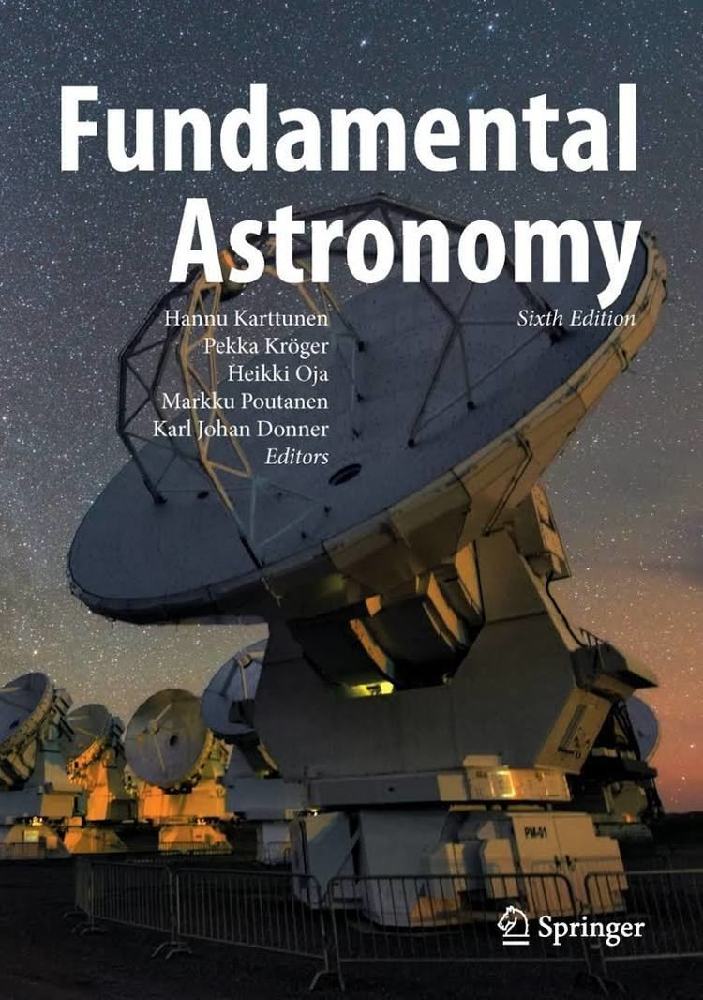 Fundamental
Astronomy
Hannu Karttunen
Pekka Kröger
Heikki Oja
Markku Poutanen
Karl Johan Donner
Editors
Sixth Edition
PM-01
Springer